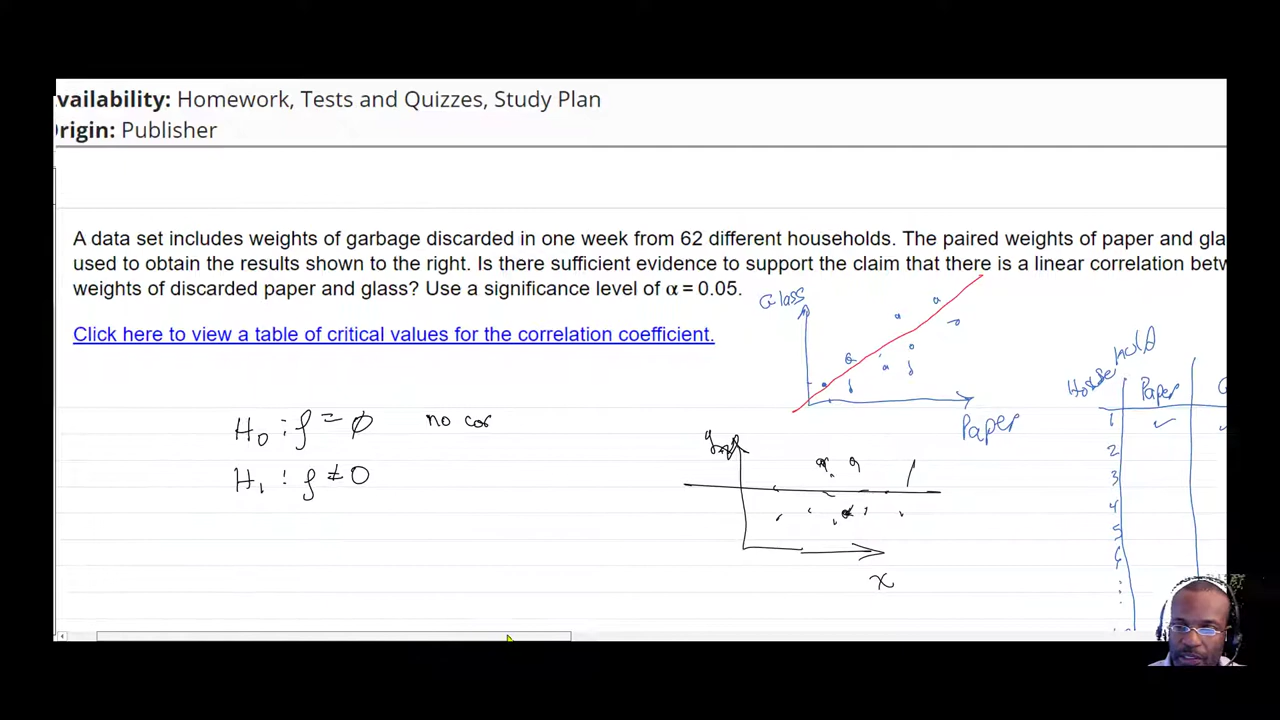 vailability: Homework, Tests and Quizzes, Study Plan
rigin: Publisher
A data set includes weights of garbage discarded in one week from 62 different households. The paired weights of paper and gla
used to obtain the results shown to the right. Is there sufficient evidence to support the claim that there is a linear correlation betw
weights of discarded paper and glass? Use a significance level of α = 0.05.
Click here to view a table of critical values for the correlation coefficient.
Glass
Paper
H₀ : ρ = 0 no cor
H₁ : ρ ≠ 0
x
Household
Paper
1
2
3
4
5
6